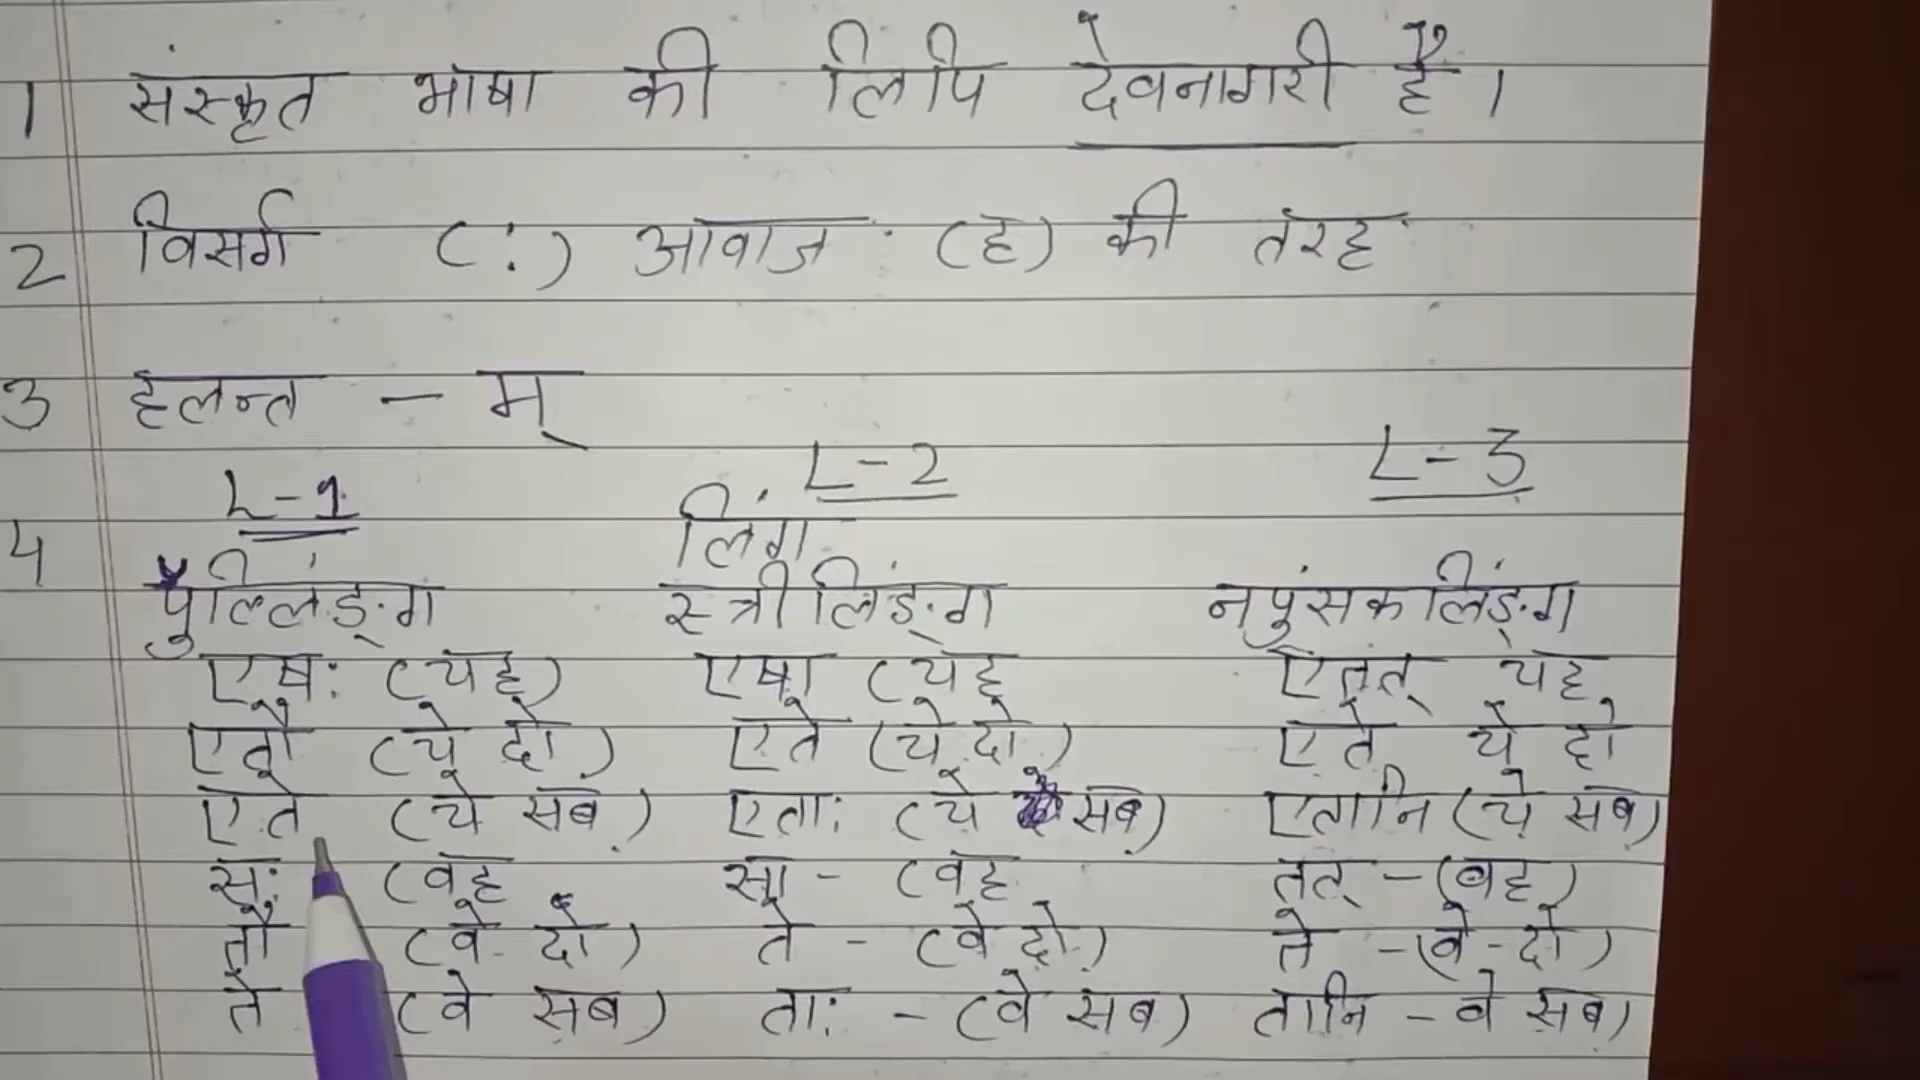 1 संस्कृत भाषा की लिपि देवनागरी है।
2 विसर्ग (:) आवाज (ह) की तरह
3 हलन्त - म्
L-1 L-2 L-3
4 लिंग
पुल्लिंङ्ग स्त्रीलिंङ्ग नपुंसकलिंङ्ग
एषः (यह) एषा (यह एतत् यह
एतौ (ये दो) एते (ये दो) एते ये दो
एते (ये सब) एताः (ये सब) एतानि (ये सब)
सः (वह सा - (वह तत् - (वह)
तौ (वे दो) ते - (वे दो) ते - (वे - दो)
ते (वे सब) ताः - (वे सब) तानि - वे सब)